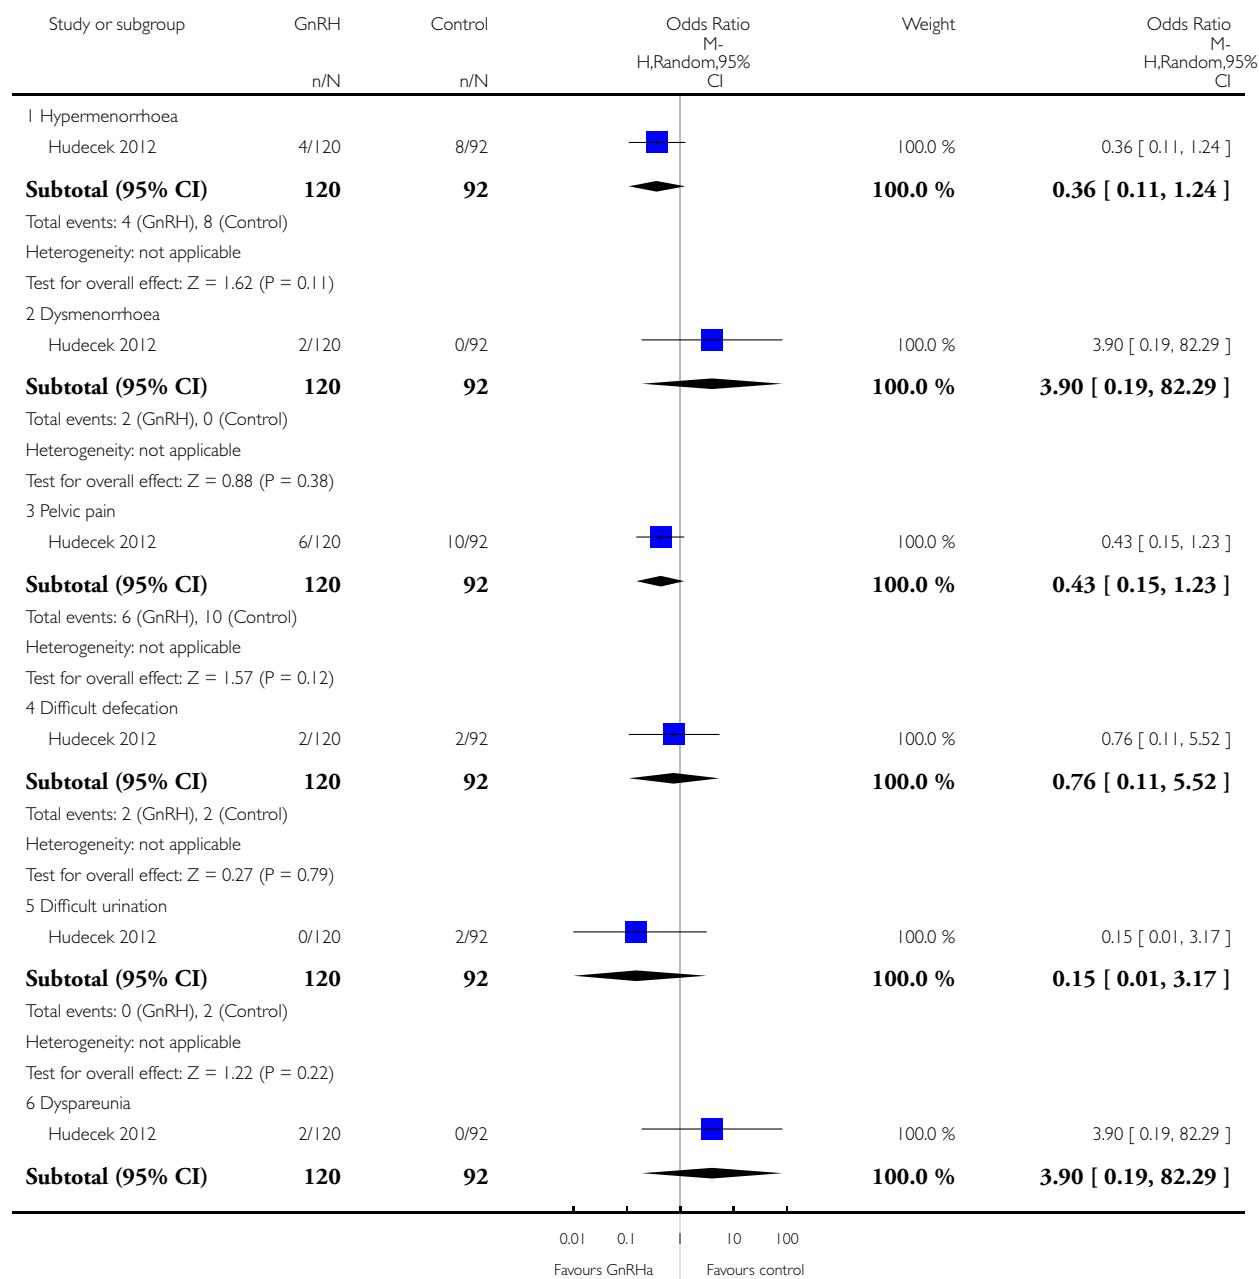 Study or subgroup GnRH Control Odds Ratio Weight Odds Ratio
M- M-
H,Random,95% H,Random,95%
n/N n/N CI CI
1 Hypermenorrhoea
Hudecek 2012 4/120 8/92 100.0 % 0.36 [ 0.11, 1.24 ]
Subtotal (95% CI) 120 92 100.0 % 0.36 [ 0.11, 1.24 ]
Total events: 4 (GnRH), 8 (Control)
Heterogeneity: not applicable
Test for overall effect: Z = 1.62 (P = 0.11)
2 Dysmenorrhoea
Hudecek 2012 2/120 0/92 100.0 % 3.90 [ 0.19, 82.29 ]
Subtotal (95% CI) 120 92 100.0 % 3.90 [ 0.19, 82.29 ]
Total events: 2 (GnRH), 0 (Control)
Heterogeneity: not applicable
Test for overall effect: Z = 0.88 (P = 0.38)
3 Pelvic pain
Hudecek 2012 6/120 10/92 100.0 % 0.43 [ 0.15, 1.23 ]
Subtotal (95% CI) 120 92 100.0 % 0.43 [ 0.15, 1.23 ]
Total events: 6 (GnRH), 10 (Control)
Heterogeneity: not applicable
Test for overall effect: Z = 1.57 (P = 0.12)
4 Difficult defecation
Hudecek 2012 2/120 2/92 100.0 % 0.76 [ 0.11, 5.52 ]
Subtotal (95% CI) 120 92 100.0 % 0.76 [ 0.11, 5.52 ]
Total events: 2 (GnRH), 2 (Control)
Heterogeneity: not applicable
Test for overall effect: Z = 0.27 (P = 0.79)
5 Difficult urination
Hudecek 2012 0/120 2/92 100.0 % 0.15 [ 0.01, 3.17 ]
Subtotal (95% CI) 120 92 100.0 % 0.15 [ 0.01, 3.17 ]
Total events: 0 (GnRH), 2 (Control)
Heterogeneity: not applicable
Test for overall effect: Z = 1.22 (P = 0.22)
6 Dyspareunia
Hudecek 2012 2/120 0/92 100.0 % 3.90 [ 0.19, 82.29 ]
Subtotal (95% CI) 120 92 100.0 % 3.90 [ 0.19, 82.29 ]
0.01 0.1 1 10 100
Favours GnRHa Favours control